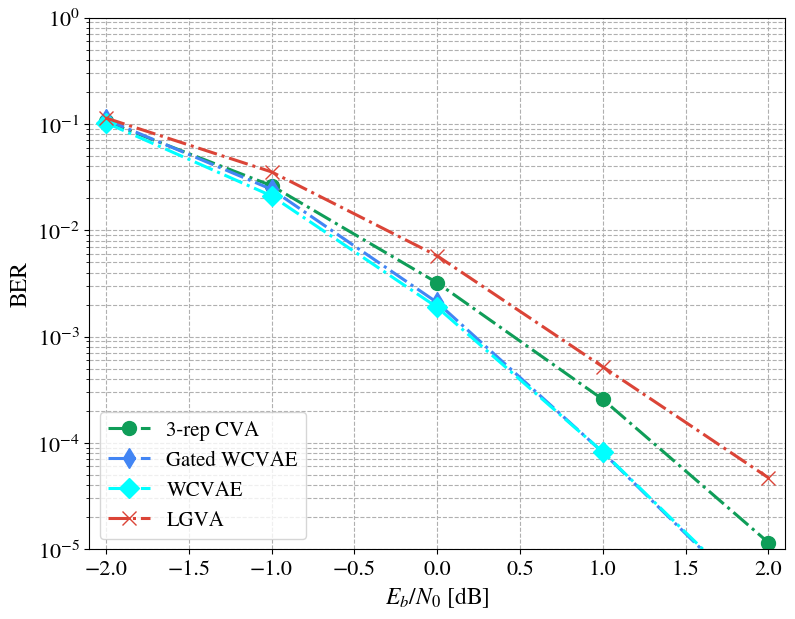 10⁰
10⁻¹
10⁻²
10⁻³
10⁻⁴
10⁻⁵
BER
3-rep CVA
Gated WCVAE
WCVAE
LGVA
−2.0 −1.5 −1.0 −0.5 0.0 0.5 1.0 1.5 2.0
E_b/N_0 [dB]